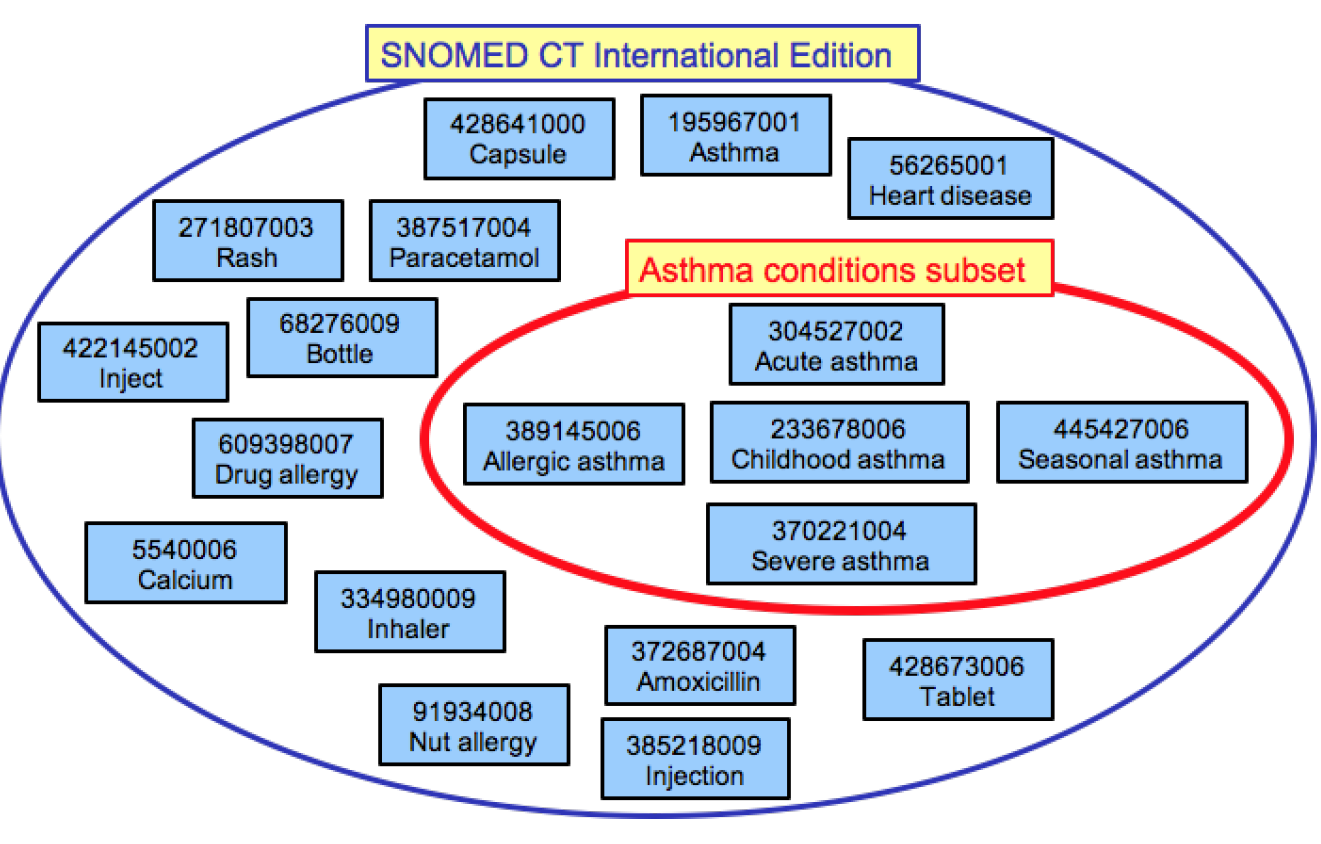 SNOMED CT International Edition
428641000
Capsule
195967001
Asthma
56265001
Heart disease
271807003
Rash
387517004
Paracetamol
Asthma conditions subset
68276009
Bottle
304527002
Acute asthma
422145002
Inject
389145006
Allergic asthma
233678006
Childhood asthma
445427006
Seasonal asthma
609398007
Drug allergy
370221004
Severe asthma
5540006
Calcium
334980009
Inhaler
372687004
Amoxicillin
428673006
Tablet
91934008
Nut allergy
385218009
Injection